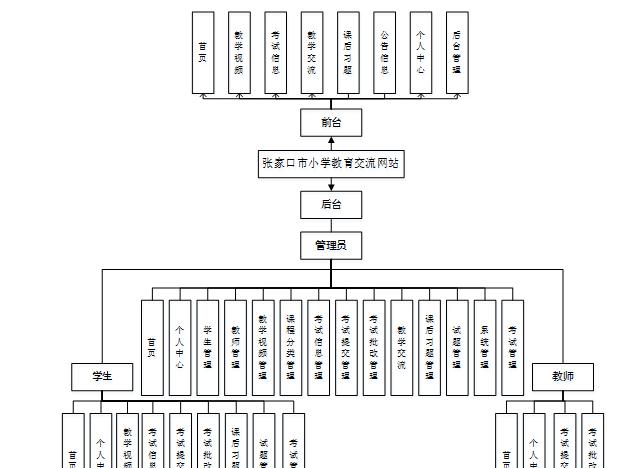 首页
教学视频
考试信息
教学交流
课后习题
公告信息
个人中心
后台管理
前台
张家口市小学教育交流网站
后台
管理员
首页
个人中心
学生管理
教师管理
教学视频管理
课程分类管理
考试信息管理
考试提交管理
考试批改管理
教学交流
课后习题管理
试题管理
系统管理
考试管理
学生
教师
首页
个人中
教学视频
考试信息
考试提交
考试批改
课后习题
试题管
考试管
首页
个人中
考试提交
考试批改